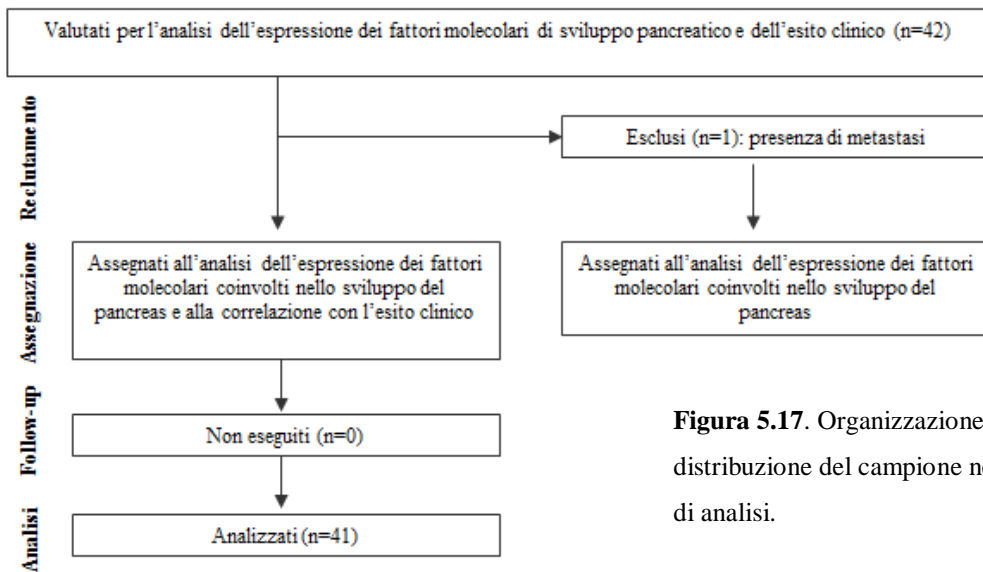 Valutati per l'analisi dell'espressione dei fattori molecolari di sviluppo pancreatico e dell'esito clinico (n=42)
Reclutamento
Esclusi (n=1): presenza di metastasi
Assegnazione
Assegnati all'analisi dell'espressione dei fattori
molecolari coinvolti nello sviluppo del
pancreas e alla correlazione con l'esito clinico
Assegnati all'analisi dell'espressione dei fattori
molecolari coinvolti nello sviluppo del
pancreas
Follow-up
Non eseguiti (n=0)
Analisi
Analizzati (n=41)
Figura 5.17. Organizzazione
distribuzione del campione
di analisi.